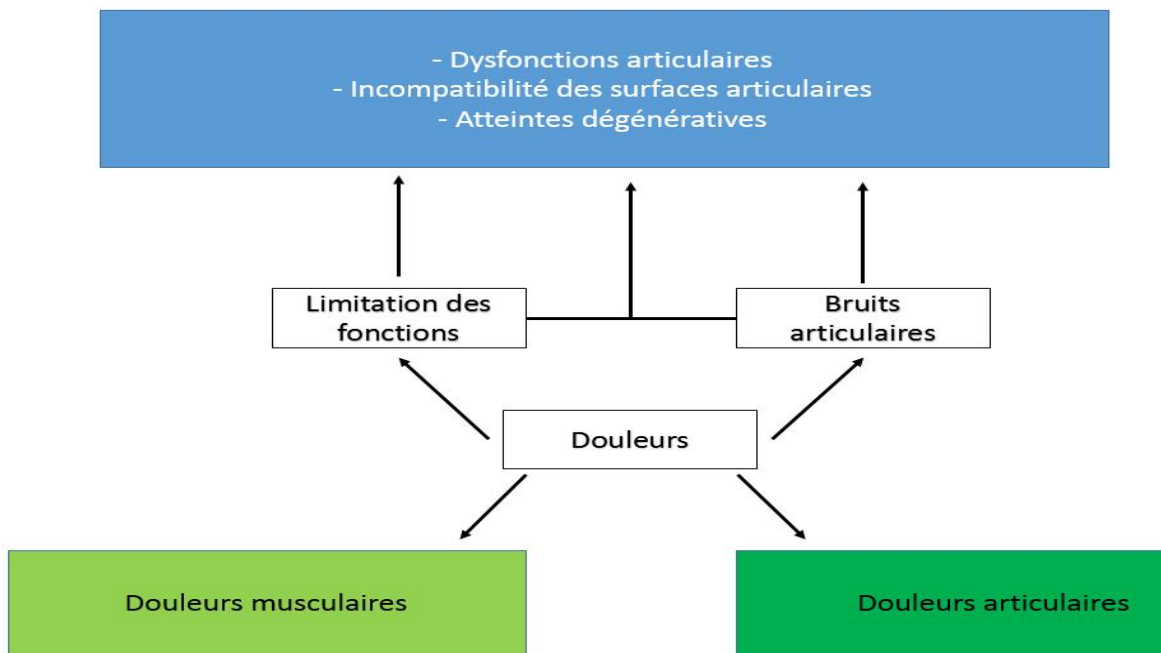 - Dysfonctions articulaires
- Incompatibilité des surfaces articulaires
- Atteintes dégénératives
Limitation des
fonctions
Bruits
articulaires
Douleurs
Douleurs musculaires
Douleurs articulaires